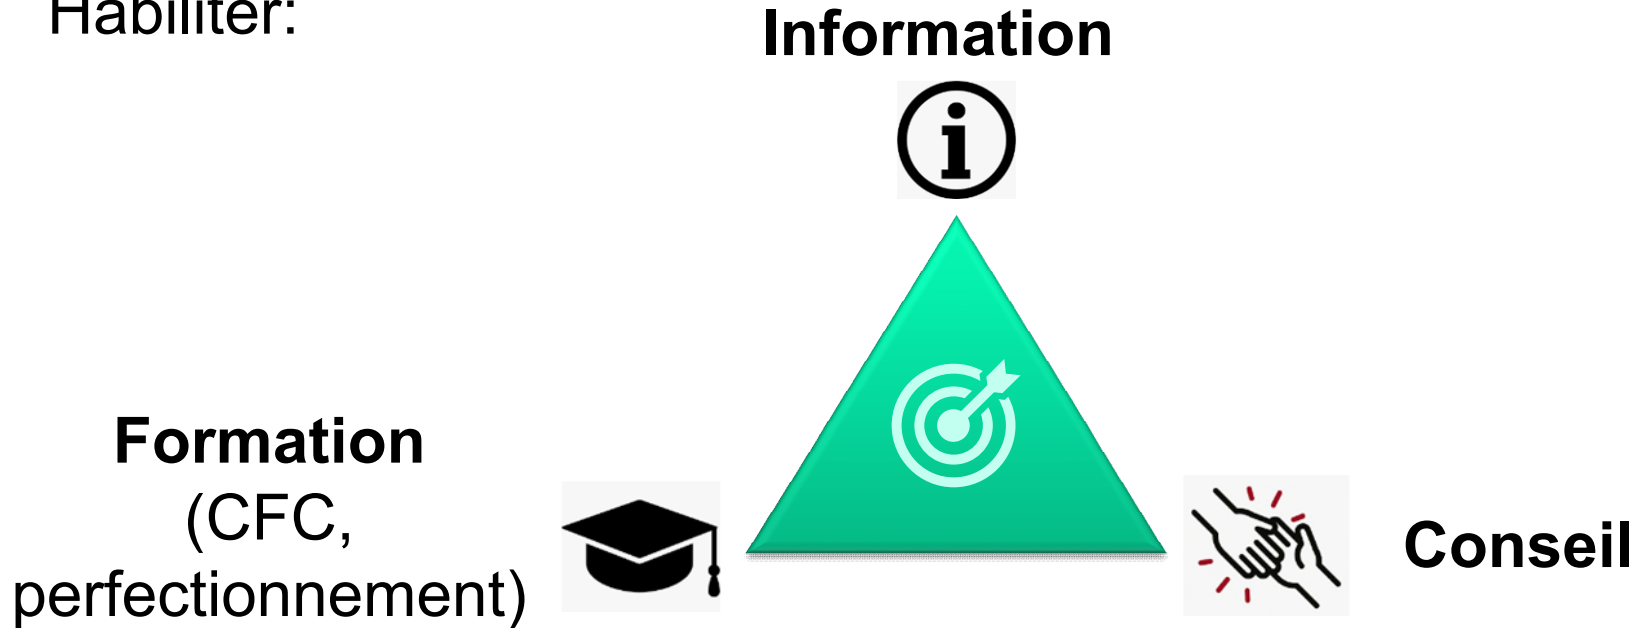 Habiliter:
Information
Formation
(CFC,
perfectionnement)
Conseil